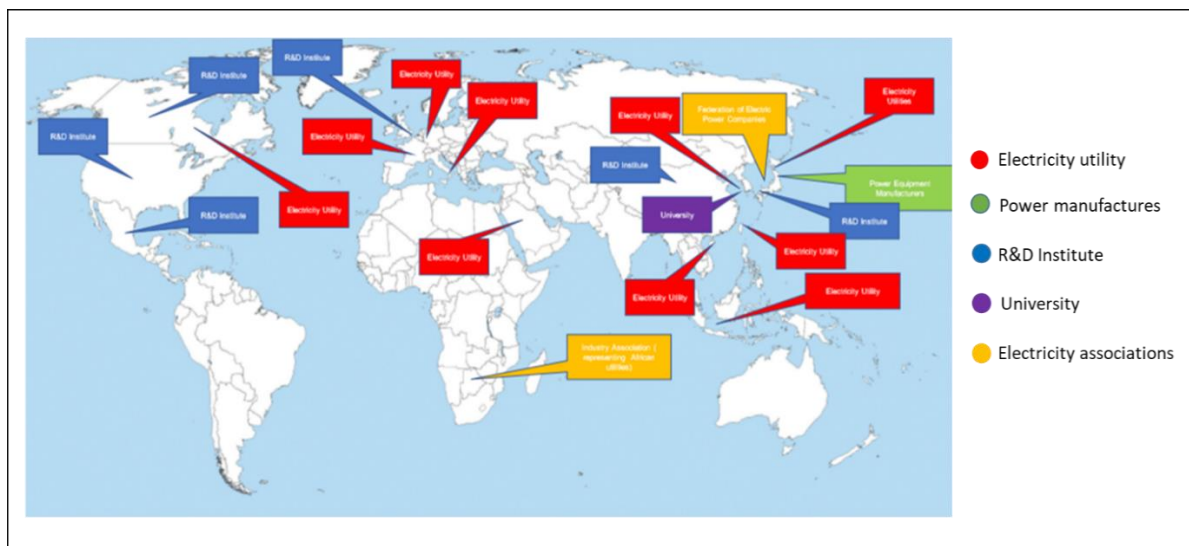 R&D Institute
R&D Institute
Electricity Utility
Electricity Utility
Electricity
Utilities
Federation of Electric
Power Companies
Electricity Utility
R&D Institute
Electricity Utility
R&D Institute
Power Equipment
Manufacturers
R&D Institute
Electricity Utility
University
R&D Institute
Electricity Utility
Electricity Utility
Electricity Utility
Electricity Utility
Industry Association (
representing African
utilities)
Electricity utility
Power manufactures
R&D Institute
University
Electricity associations